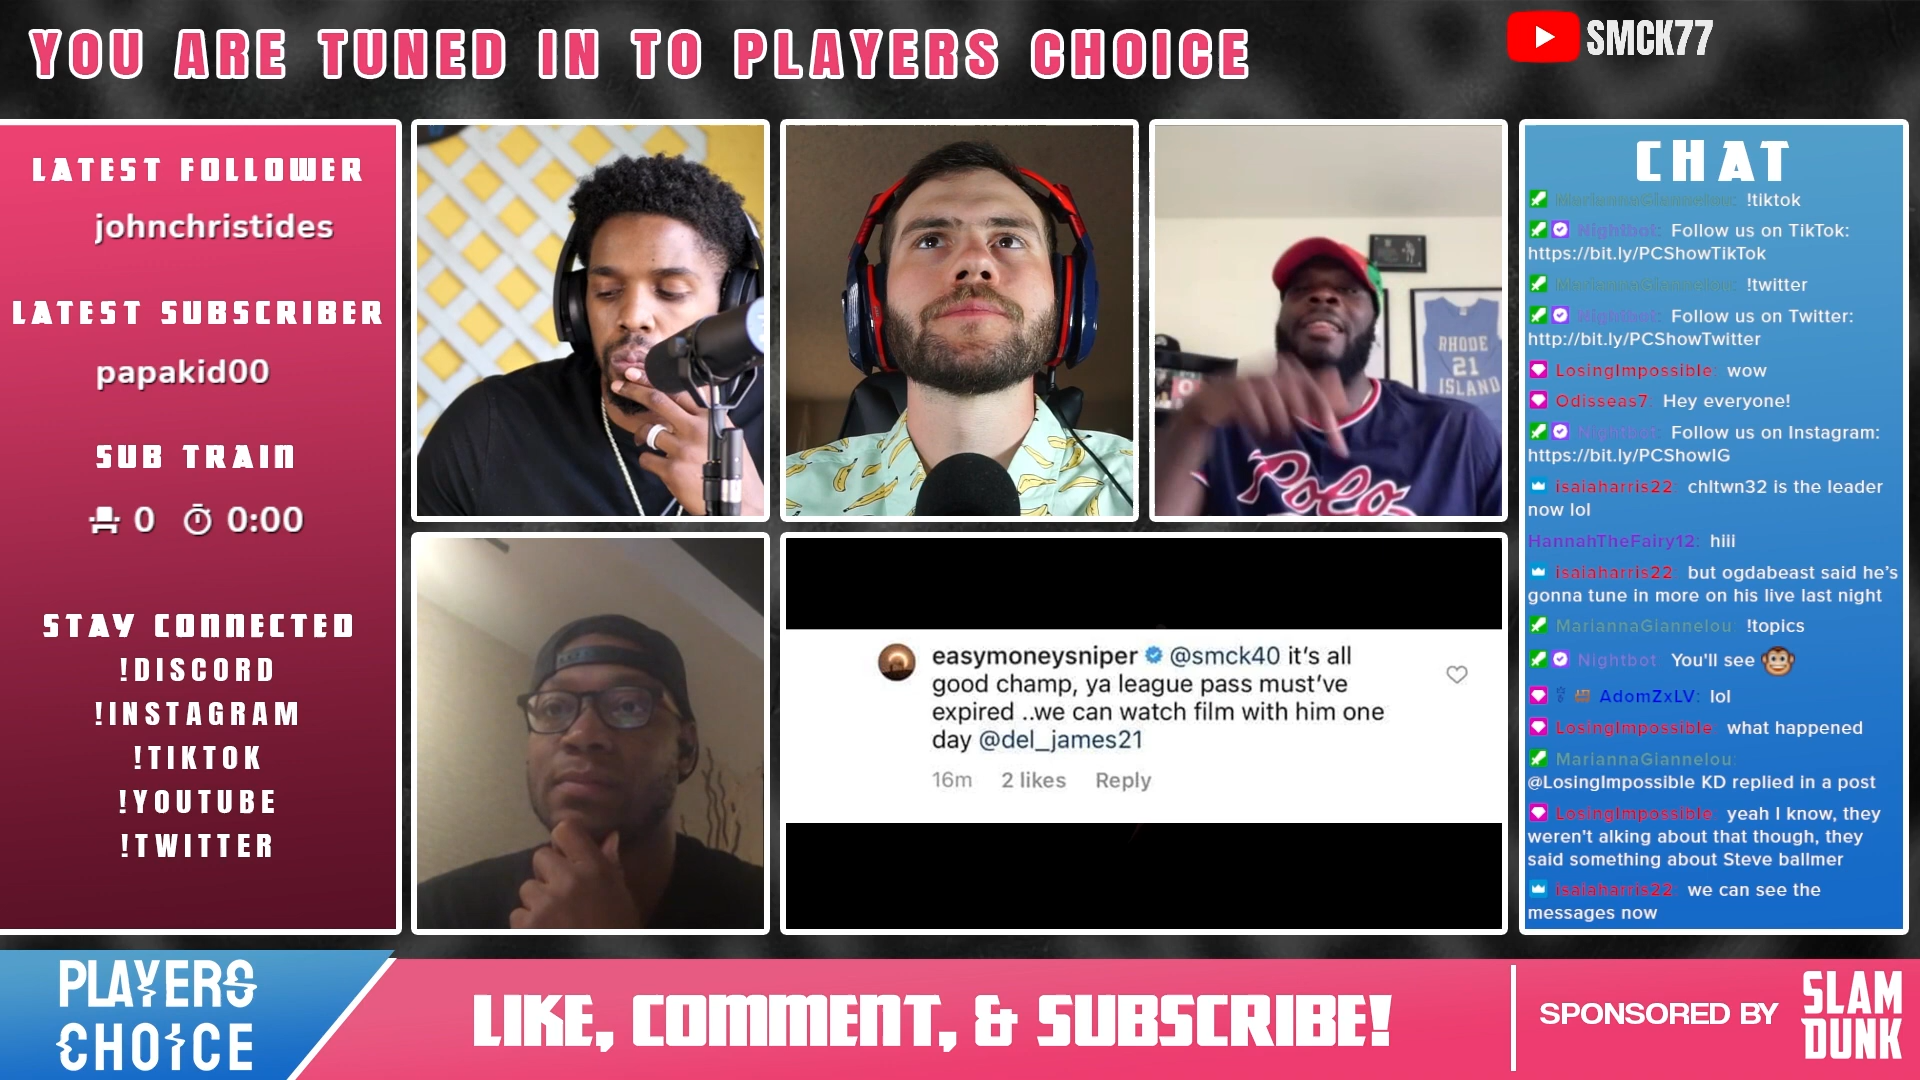 YOU ARE TUNED IN TO PLAYERS CHOICE
SMCK77
LATEST FOLLOWER
johnchristides
LATEST SUBSCRIBER
papakid00
SUB TRAIN
0 0:00
STAY CONNECTED
!DISCORD
!INSTAGRAM
!TIKTOK
!YOUTUBE
!TWITTER
RHODE
21
ISLAND
Polo
easymoneysniper @smck40 it's all
good champ, ya league pass must've
expired ..we can watch film with him one
day @del_james21
16m 2 likes Reply
CHAT
MariannaGiannelou: !tiktok
Nightbot: Follow us on TikTok:
https://bit.ly/PCShowTikTok
MariannaGiannelou: !twitter
Nightbot: Follow us on Twitter:
http://bit.ly/PCShowTwitter
LosingImpossible: wow
Odisseas7: Hey everyone!
Nightbot: Follow us on Instagram:
https://bit.ly/PCShowIG
isaiaharris22: chltwn32 is the leader
now lol
HannahTheFairy12: hiii
isaiaharris22: but ogdabeast said he's
gonna tune in more on his live last night
MariannaGiannelou: !topics
Nightbot: You'll see
AdomZxLV: lol
LosingImpossible: what happened
MariannaGiannelou:
@LosingImpossible KD replied in a post
LosingImpossible: yeah I know, they
weren't alking about that though, they
said something about Steve ballmer
isaiaharris22: we can see the
messages now
PLAYERS
CHOICE
LIKE, COMMENT, & SUBSCRIBE!
SPONSORED BY
SLAM
DUNK